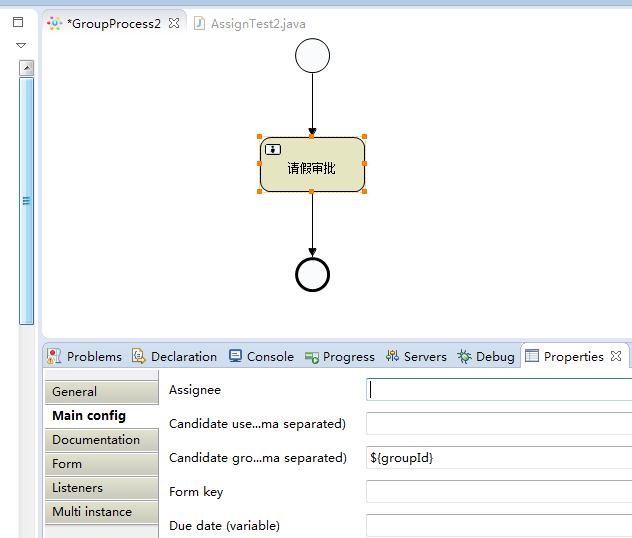 *GroupProcess2
AssignTest2.java
请假审批
Problems
Declaration
Console
Progress
Servers
Debug
Properties
General
Main config
Documentation
Form
Listeners
Multi instance
Assignee
Candidate use...ma separated)
Candidate gro...ma separated)
${groupId}
Form key
Due date (variable)